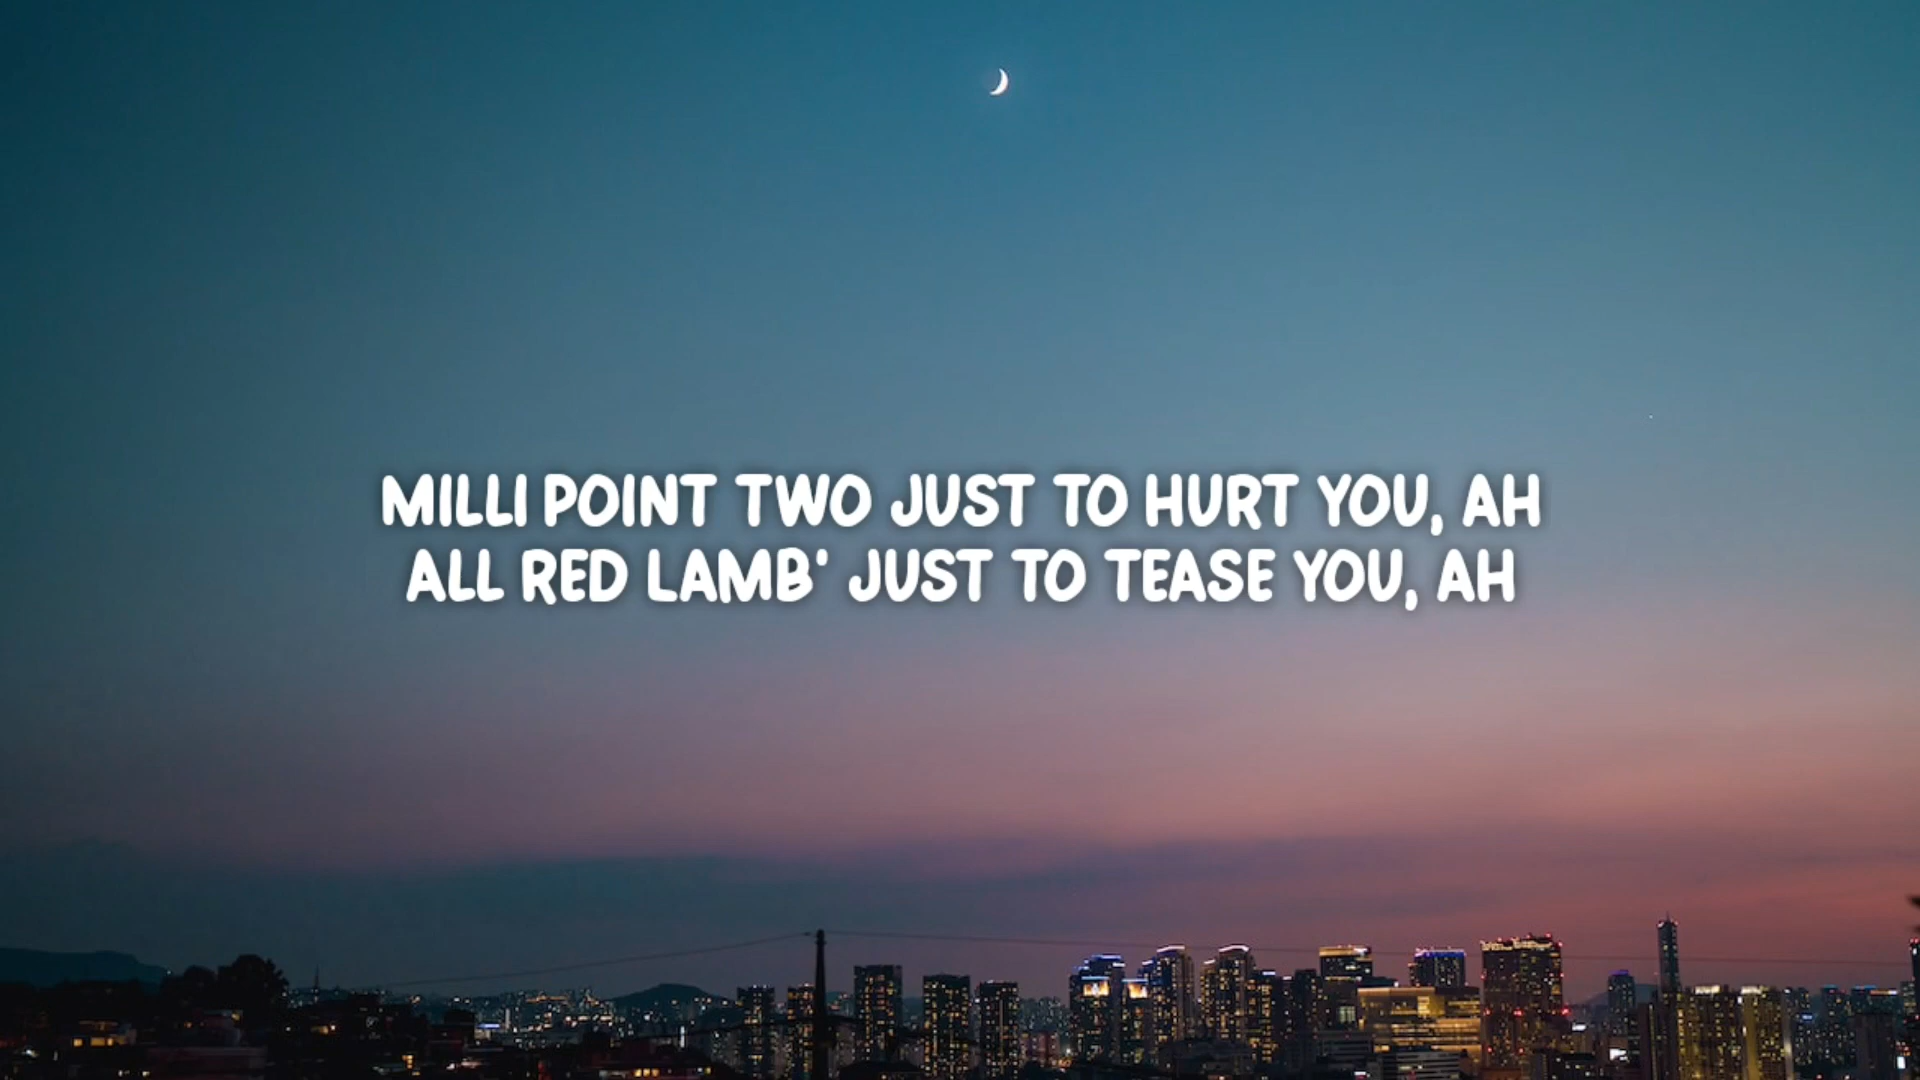 MILLI POINT TWO JUST TO HURT YOU, AH
ALL RED LAMB' JUST TO TEASE YOU, AH